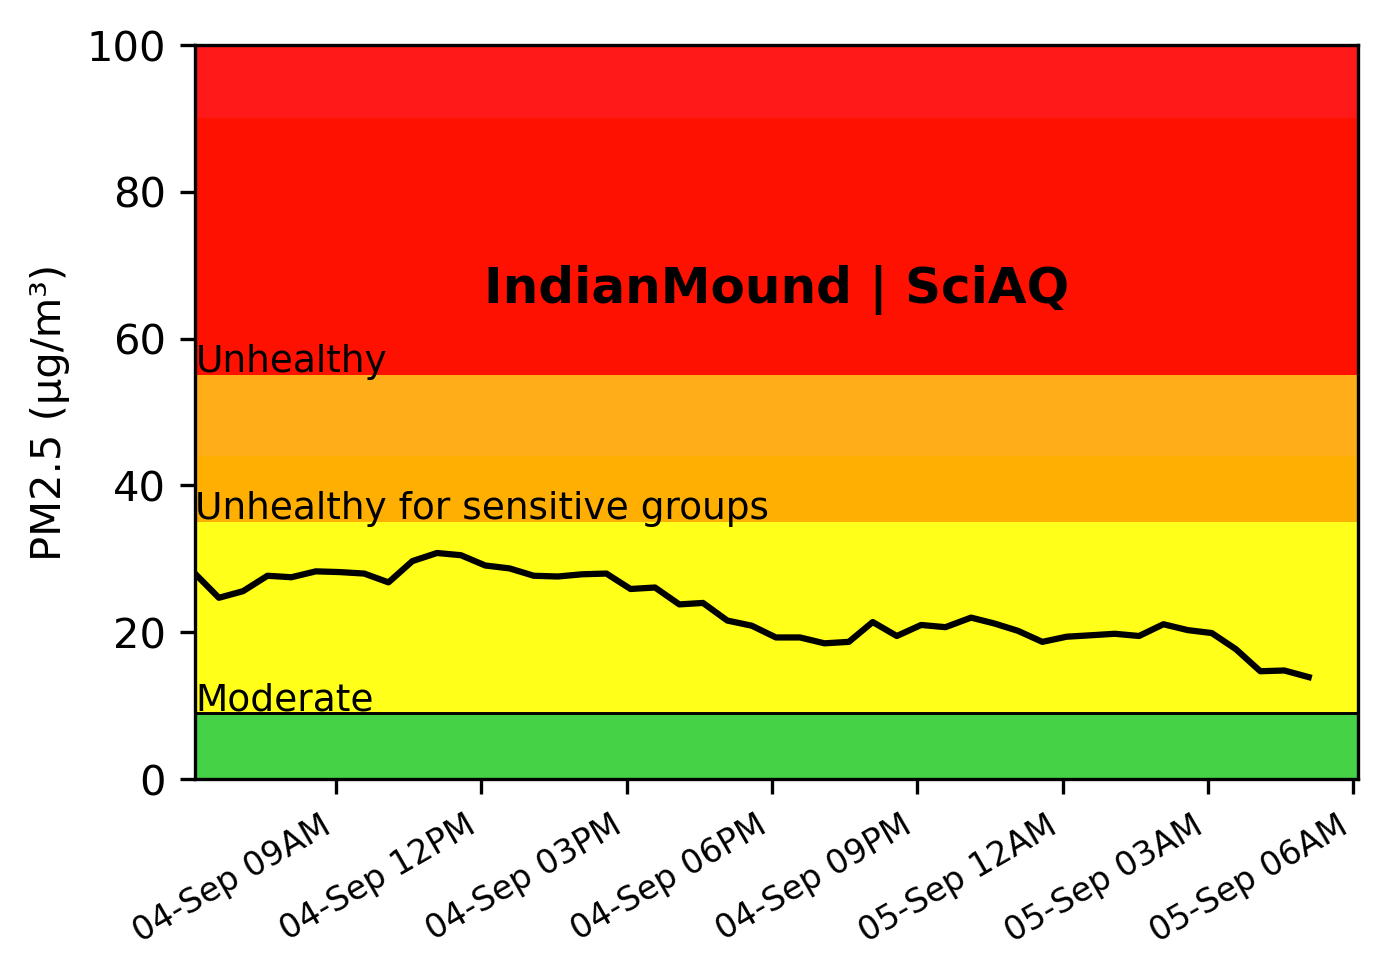 100
80
60
40
20
0
PM2.5 (µg/m³)
IndianMound | SciAQ
Unhealthy
Unhealthy for sensitive groups
Moderate
04-Sep 09AM
04-Sep 12PM
04-Sep 03PM
04-Sep 06PM
04-Sep 09PM
05-Sep 12AM
05-Sep 03AM
05-Sep 06AM